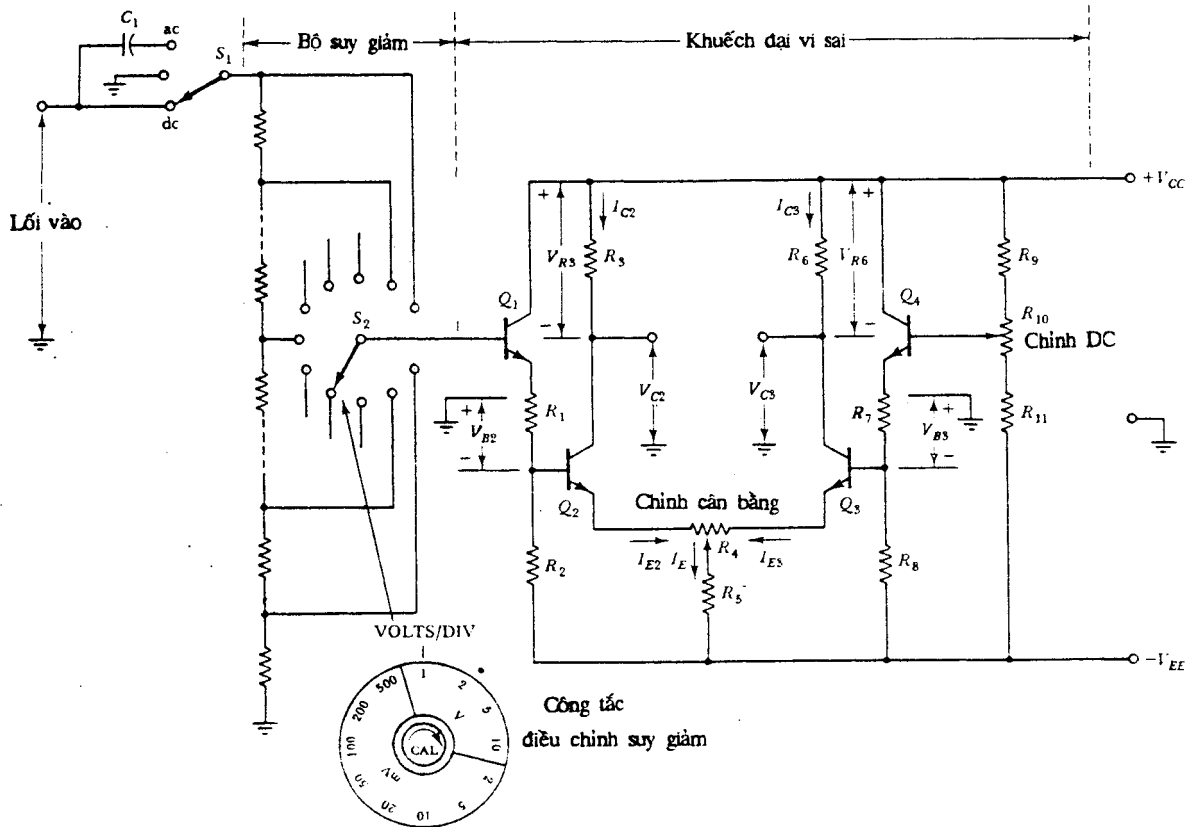 C1
ac
S1
dc
Bộ suy giảm
Khuếch đại vi sai
Lối vào
+VCC
IC2
IC3
VR3
R3
R6
VR6
R9
Q1
Q4
R10
Chỉnh DC
S2
VC2
VC3
+
-
R1
R7
R11
VB2
VB3
Q2
Q3
Chỉnh cân bằng
R4
IE2
IE
IE3
R2
R5
R8
VOLTS/DIV
-VEE
500
1
2
5
10
2
5
10
20
50
100
200
V
mV
CAL
Công tắc
điều chỉnh suy giảm